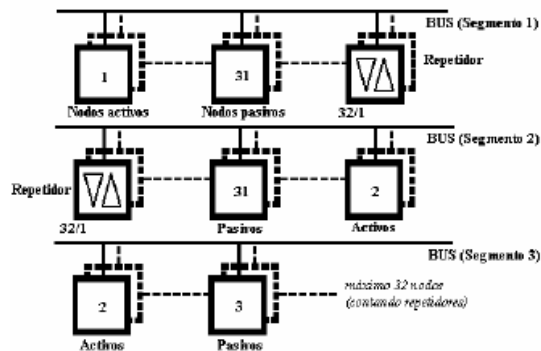 BUS (Segmento 1)
1
31
Repetidor
Nodos activos
Nodos pasivos
32/1
BUS (Segmento 2)
Repetidor
31
2
32/1
Pasivos
Activos
BUS (Segmento 3)
2
3
máximo 32 nodos
(contando repetidores)
Activos
Pasivos